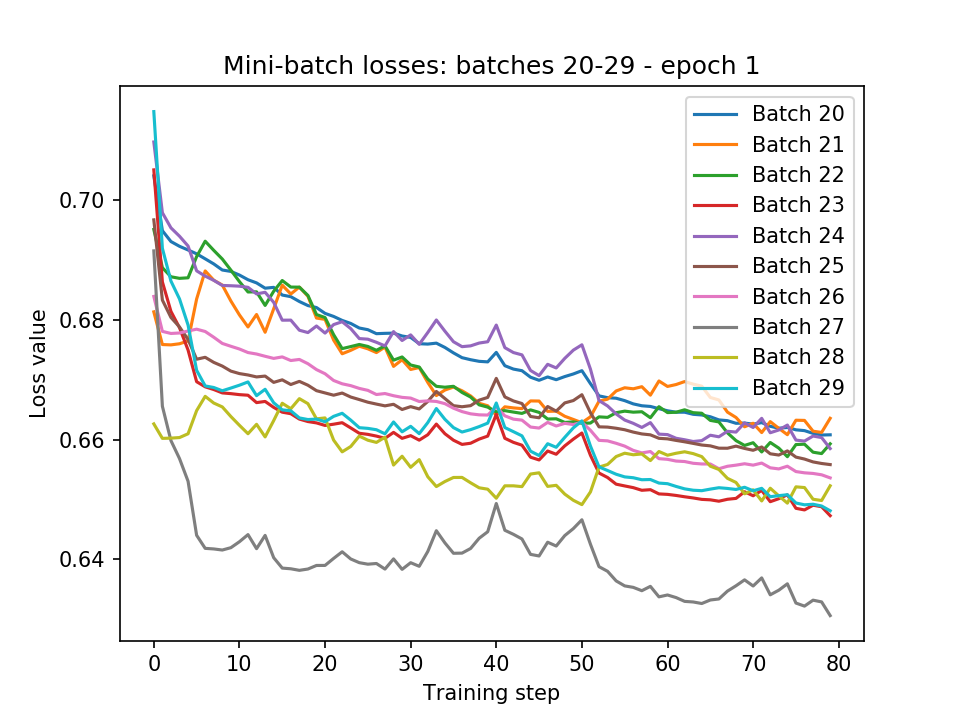 Mini-batch losses: batches 20-29 - epoch 1
Loss value
0.70
0.68
0.66
0.64
Batch 20
Batch 21
Batch 22
Batch 23
Batch 24
Batch 25
Batch 26
Batch 27
Batch 28
Batch 29
0 10 20 30 40 50 60 70 80
Training step